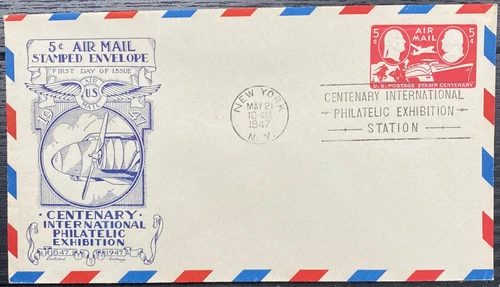 5¢ AIR MAIL
STAMPED ENVELOPE
FIRST DAY OF ISSUE
AIR
US
MAIL
19 47
· CENTENARY ·
INTERNATIONAL
PHILATELIC
EXHIBITION
1847 1947
NEW YORK
MAY 21
10 AM
1947
N.Y.
5¢ AIR MAIL 5¢
U.S. POSTAGE STAMP CENTENARY
CENTENARY INTERNATIONAL
PHILATELIC EXHIBITION
STATION